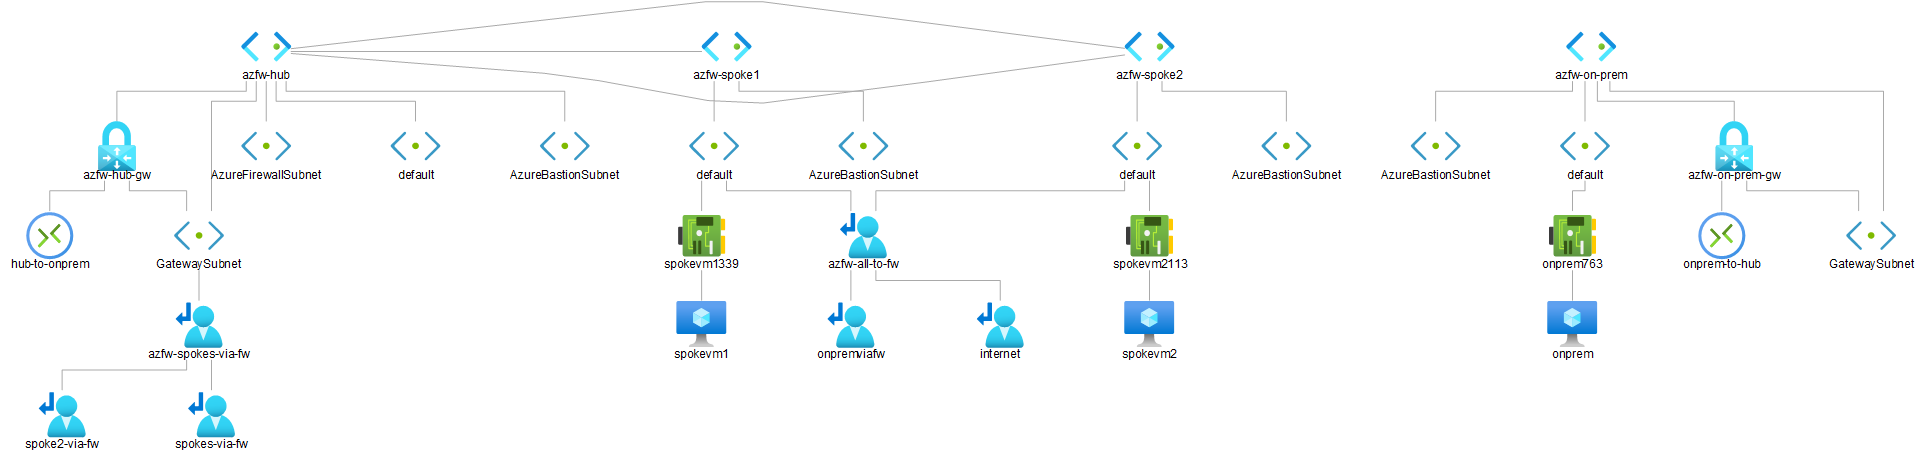 azfw-hub
azfw-spoke1
azfw-spoke2
azfw-on-prem
azfw-hub-gw
AzureFirewallSubnet
default
AzureBastionSubnet
default
AzureBastionSubnet
default
AzureBastionSubnet
AzureBastionSubnet
default
azfw-on-prem-gw
hub-to-onprem
GatewaySubnet
spokevm1339
azfw-all-to-fw
spokevm2113
onprem763
onprem-to-hub
GatewaySubnet
azfw-spokes-via-fw
spokevm1
onpremviafw
internet
spokevm2
onprem
spoke2-via-fw
spokes-via-fw